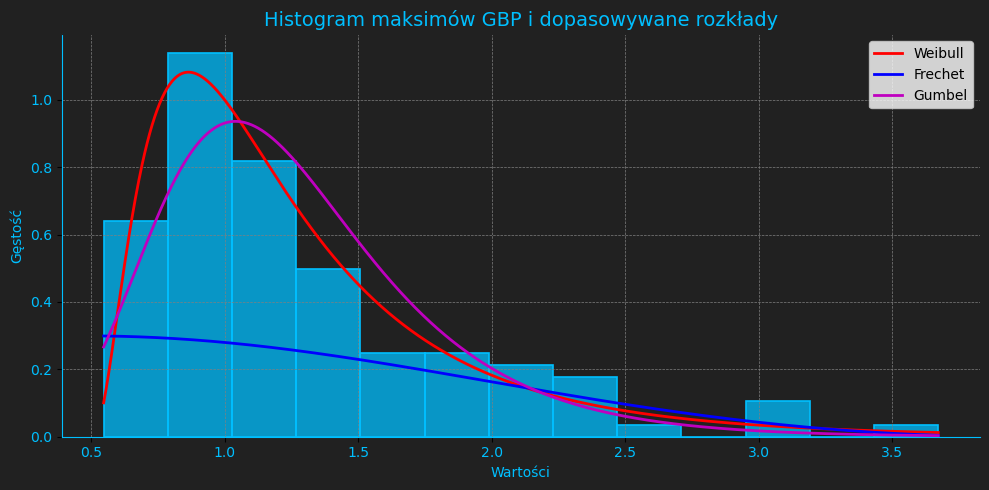 Histogram maksimów GBP i dopasowywane rozkłady
Weibull
Frechet
Gumbel
Gęstość
1.0
0.8
0.6
0.4
0.2
0.0
0.5 1.0 1.5 2.0 2.5 3.0 3.5
Wartości